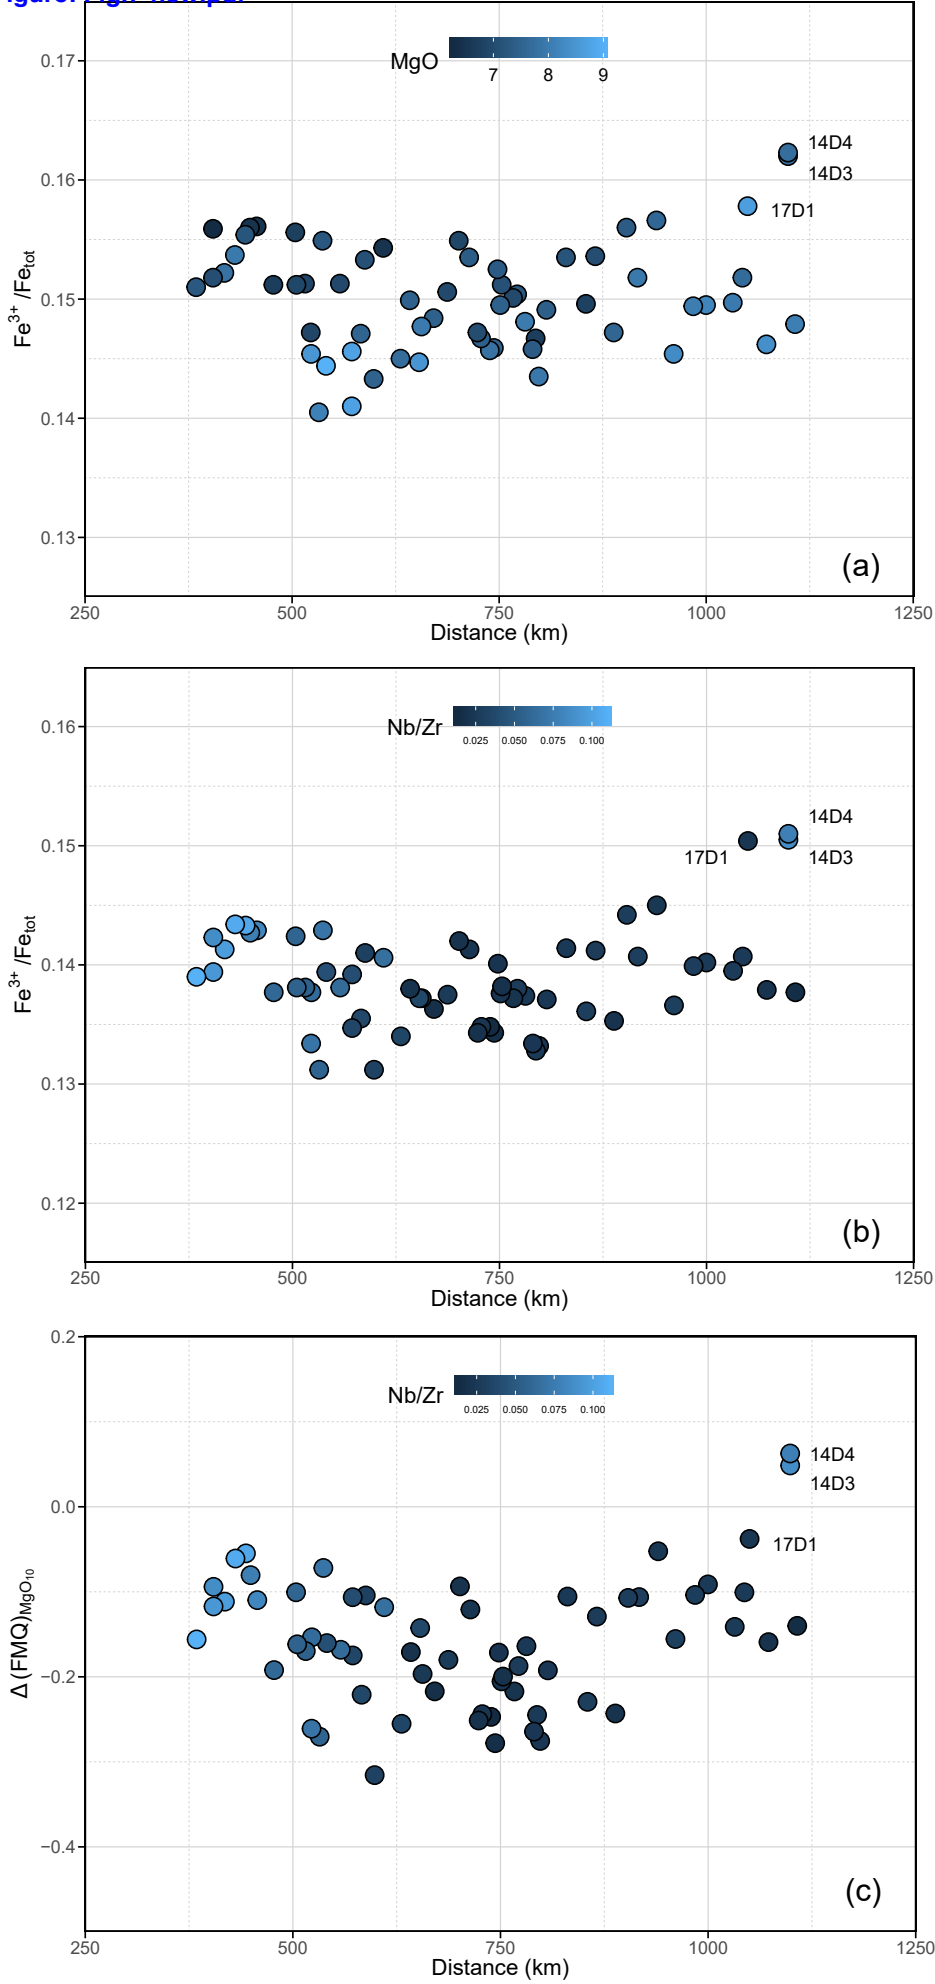 MgO
7 8 9
0.17
0.16
0.15
0.14
0.13
Fe3+ /Fetot
14D4
14D3
17D1
(a)
250 500 750 1000 1250
Distance (km)
Nb/Zr
0.025 0.050 0.075 0.100
0.16
0.15
0.14
0.13
0.12
Fe3+ /Fetot
14D4
17D1 14D3
(b)
250 500 750 1000 1250
Distance (km)
Nb/Zr
0.025 0.050 0.075 0.100
0.2
0.0
−0.2
−0.4
Δ(FMQ)MgO10
14D4
14D3
17D1
(c)
250 500 750 1000 1250
Distance (km)